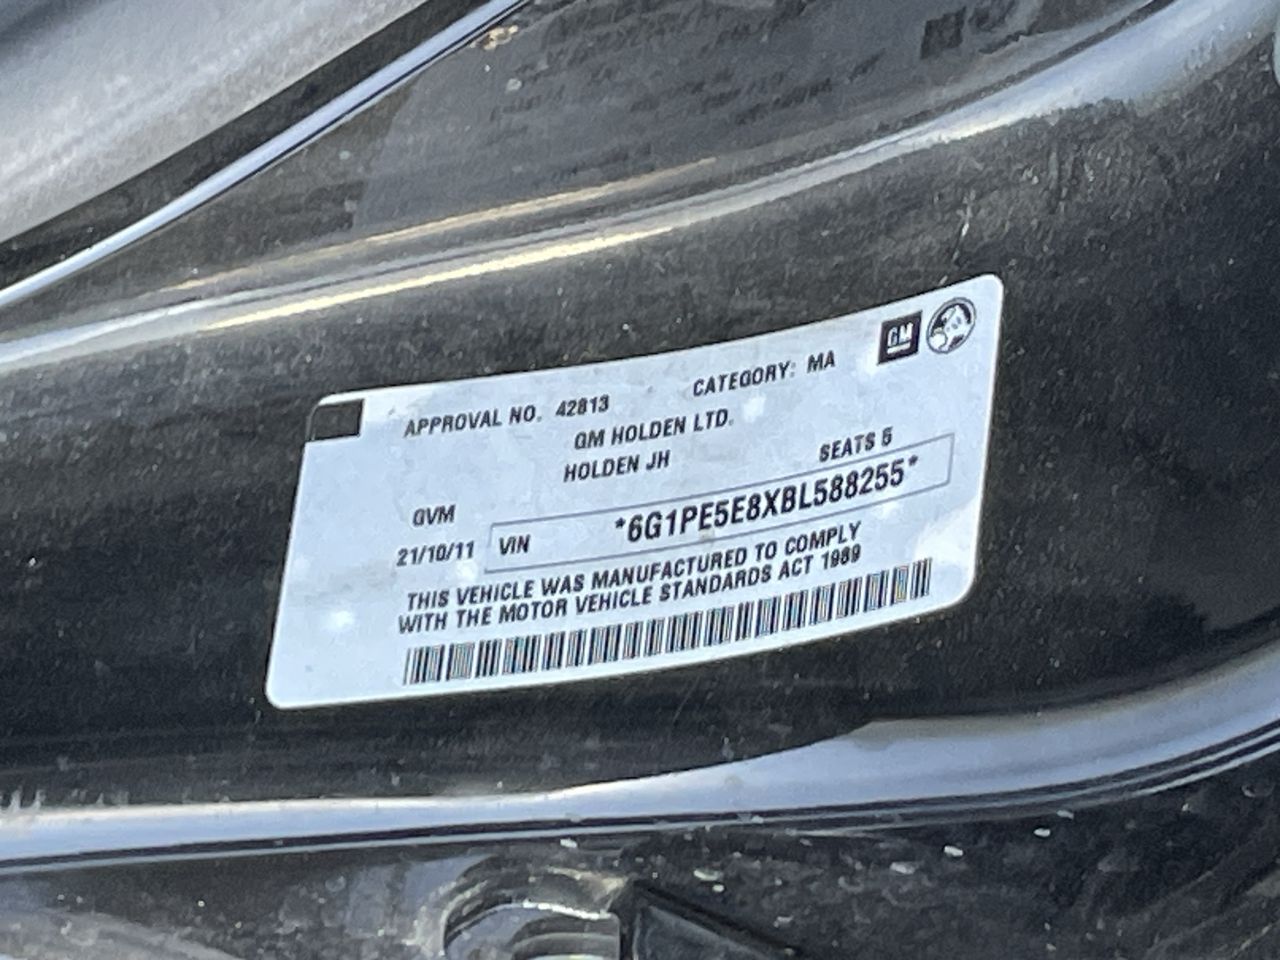 GM
APPROVAL NO. 42813 CATEGORY: MA
GM HOLDEN LTD.
HOLDEN JH SEATS 5
GVM
21/10/11 VIN *6G1PE5E8XBL588255*
THIS VEHICLE WAS MANUFACTURED TO COMPLY
WITH THE MOTOR VEHICLE STANDARDS ACT 1989